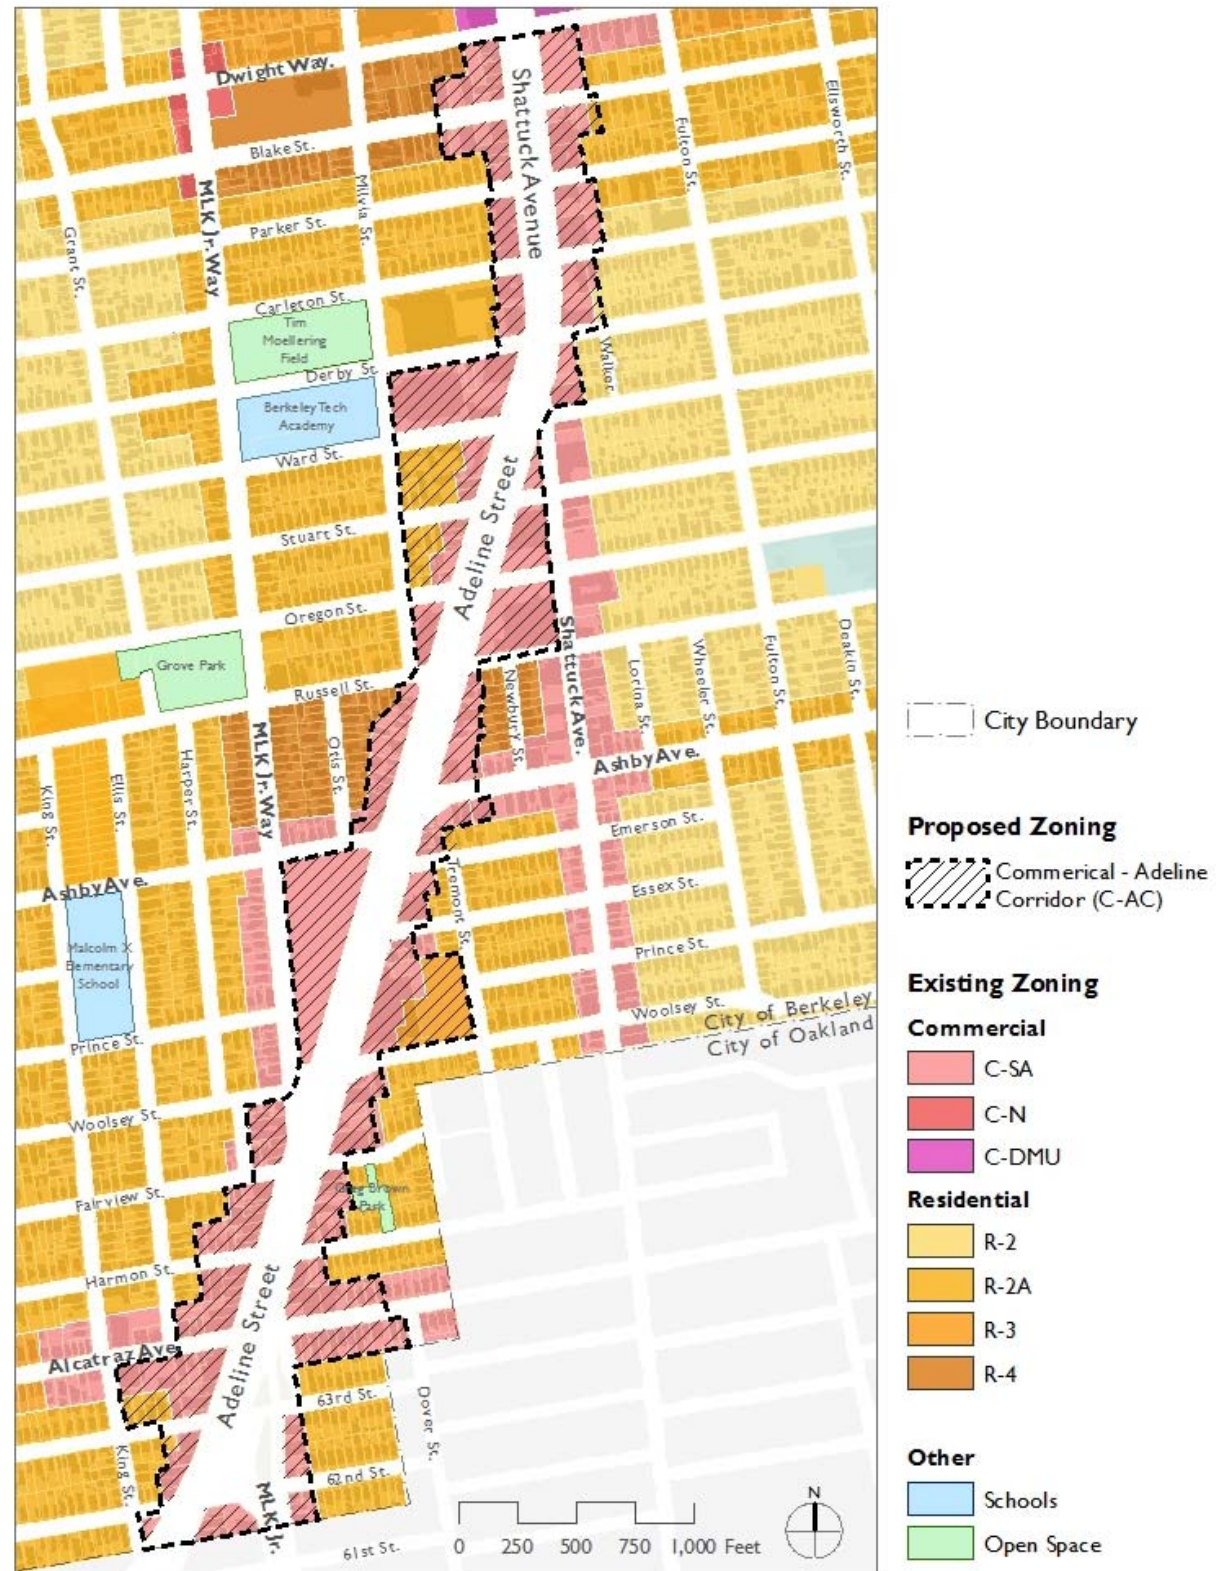 Dwight Way.
Shattuck Avenue
Ellsworth St.
Fulton St.
Blake St.
MLK Jr. Way
Milvia St.
Parker St.
Grant St.
Carleton St.
Tim
Moellering
Field
Walker
Derby St.
Berkeley Tech
Academy
Ward St.
Adeline Street
Stuart St.
Oregon St.
Shattuck Ave.
Deakin St.
Fulton St.
Wheeler St.
Lorina St.
Newbury St.
Grove Park
Russell St.
MLK Jr. Way
Otis St.
Harper St.
Ellis St.
King St.
Ashby Ave.
Emerson St.
Tremont St.
Essex St.
Ashby Ave.
Malcolm X
Elementary
School
Prince St.
Woolsey St.
City of Berkeley
City of Oakland
Prince St.
Woolsey St.
Fairview St.
Greg Brown
Park
Harmon St.
Adeline Street
Alcatraz Ave.
63rd St.
Dover St.
King St.
62nd St.
MLK Jr.
61st St.
0 250 500 750 1,000 Feet
N
City Boundary
Proposed Zoning
Commerical - Adeline
Corridor (C-AC)
Existing Zoning
Commercial
C-SA
C-N
C-DMU
Residential
R-2
R-2A
R-3
R-4
Other
Schools
Open Space